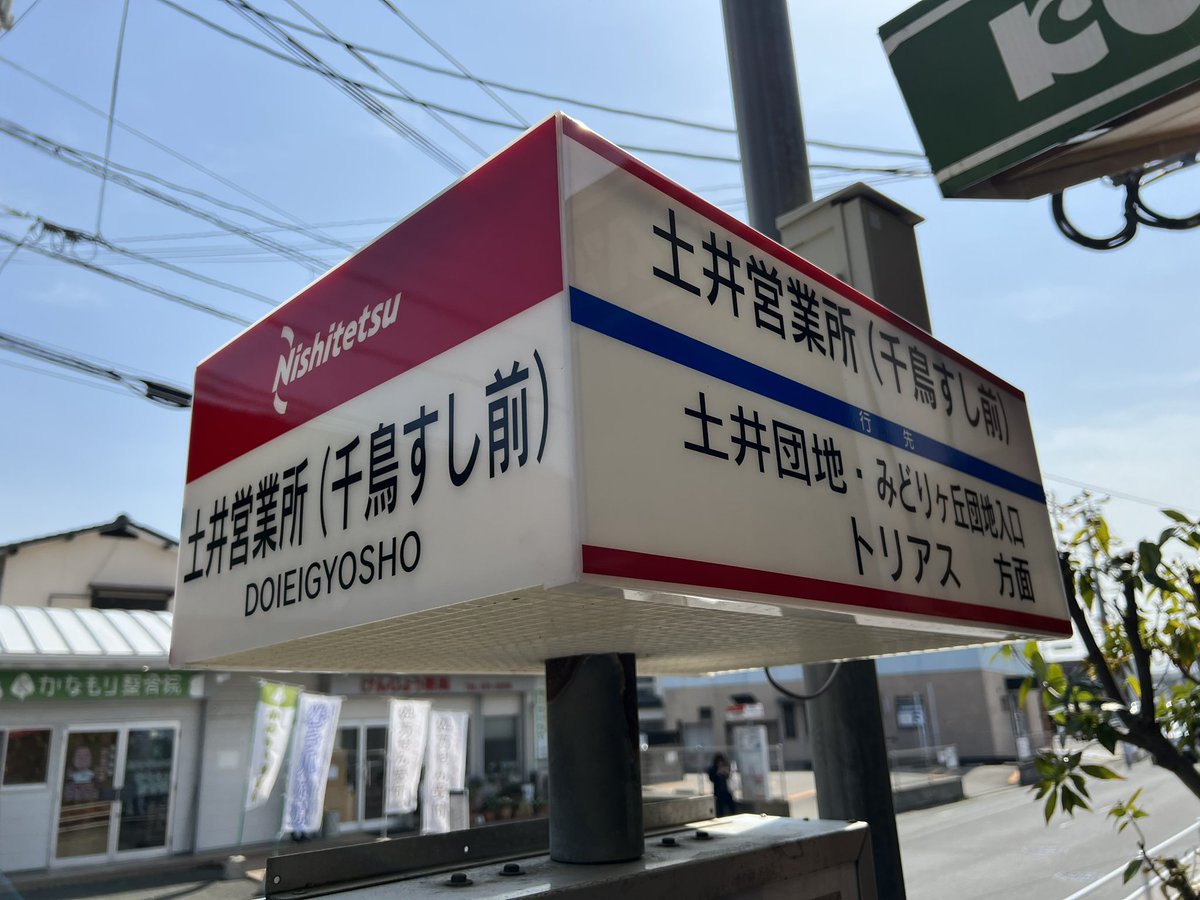 Nishitetsu
土井営業所(千鳥すし前)
DOIEIGYOSHO
土井営業所(千鳥すし前)
行先
土井団地・みどりヶ丘団地入口
トリアス 方面
かなもり整骨院